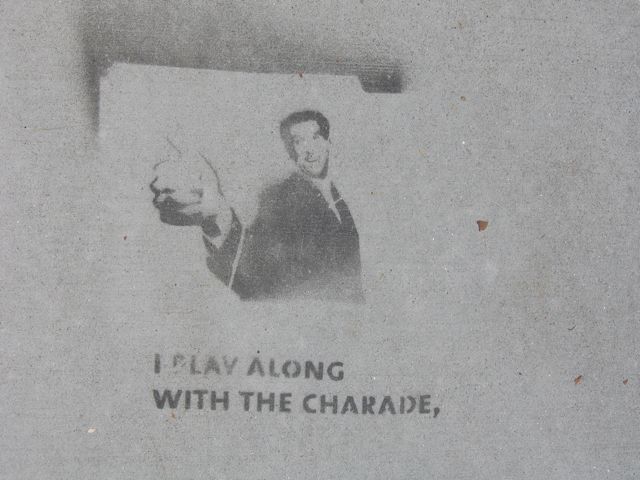 I PLAY ALONG
WITH THE CHARADE,